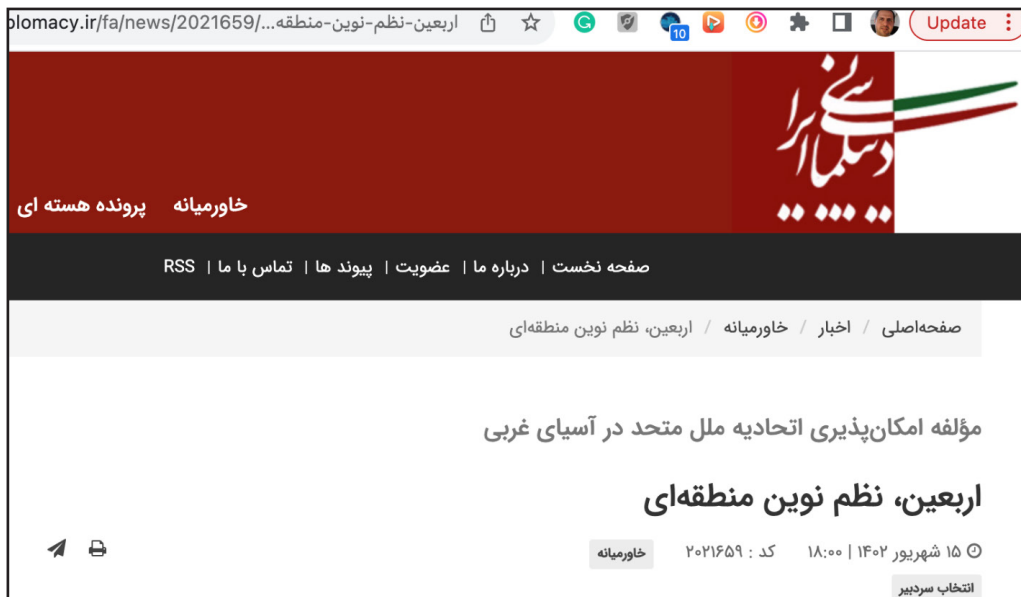 olomacy.ir/fa/news/2021659/...اربعین-نظم-نوین-منطقه
10
Update
دیپلماسی ایرانی
خاورمیانه پرونده هسته ای
صفحه نخست | درباره ما | عضویت | پیوند ها | تماس با ما | RSS
صفحه‌اصلی / اخبار / خاورمیانه / اربعین، نظم نوین منطقه‌ای
مؤلفه امکان‌پذیری اتحادیه ملل متحد در آسیای غربی
اربعین، نظم نوین منطقه‌ای
۱۵ شهریور ۱۴۰۲ | ۱۸:۰۰ کد : ۲۰۲۱۶۵۹ خاورمیانه
انتخاب سردبیر